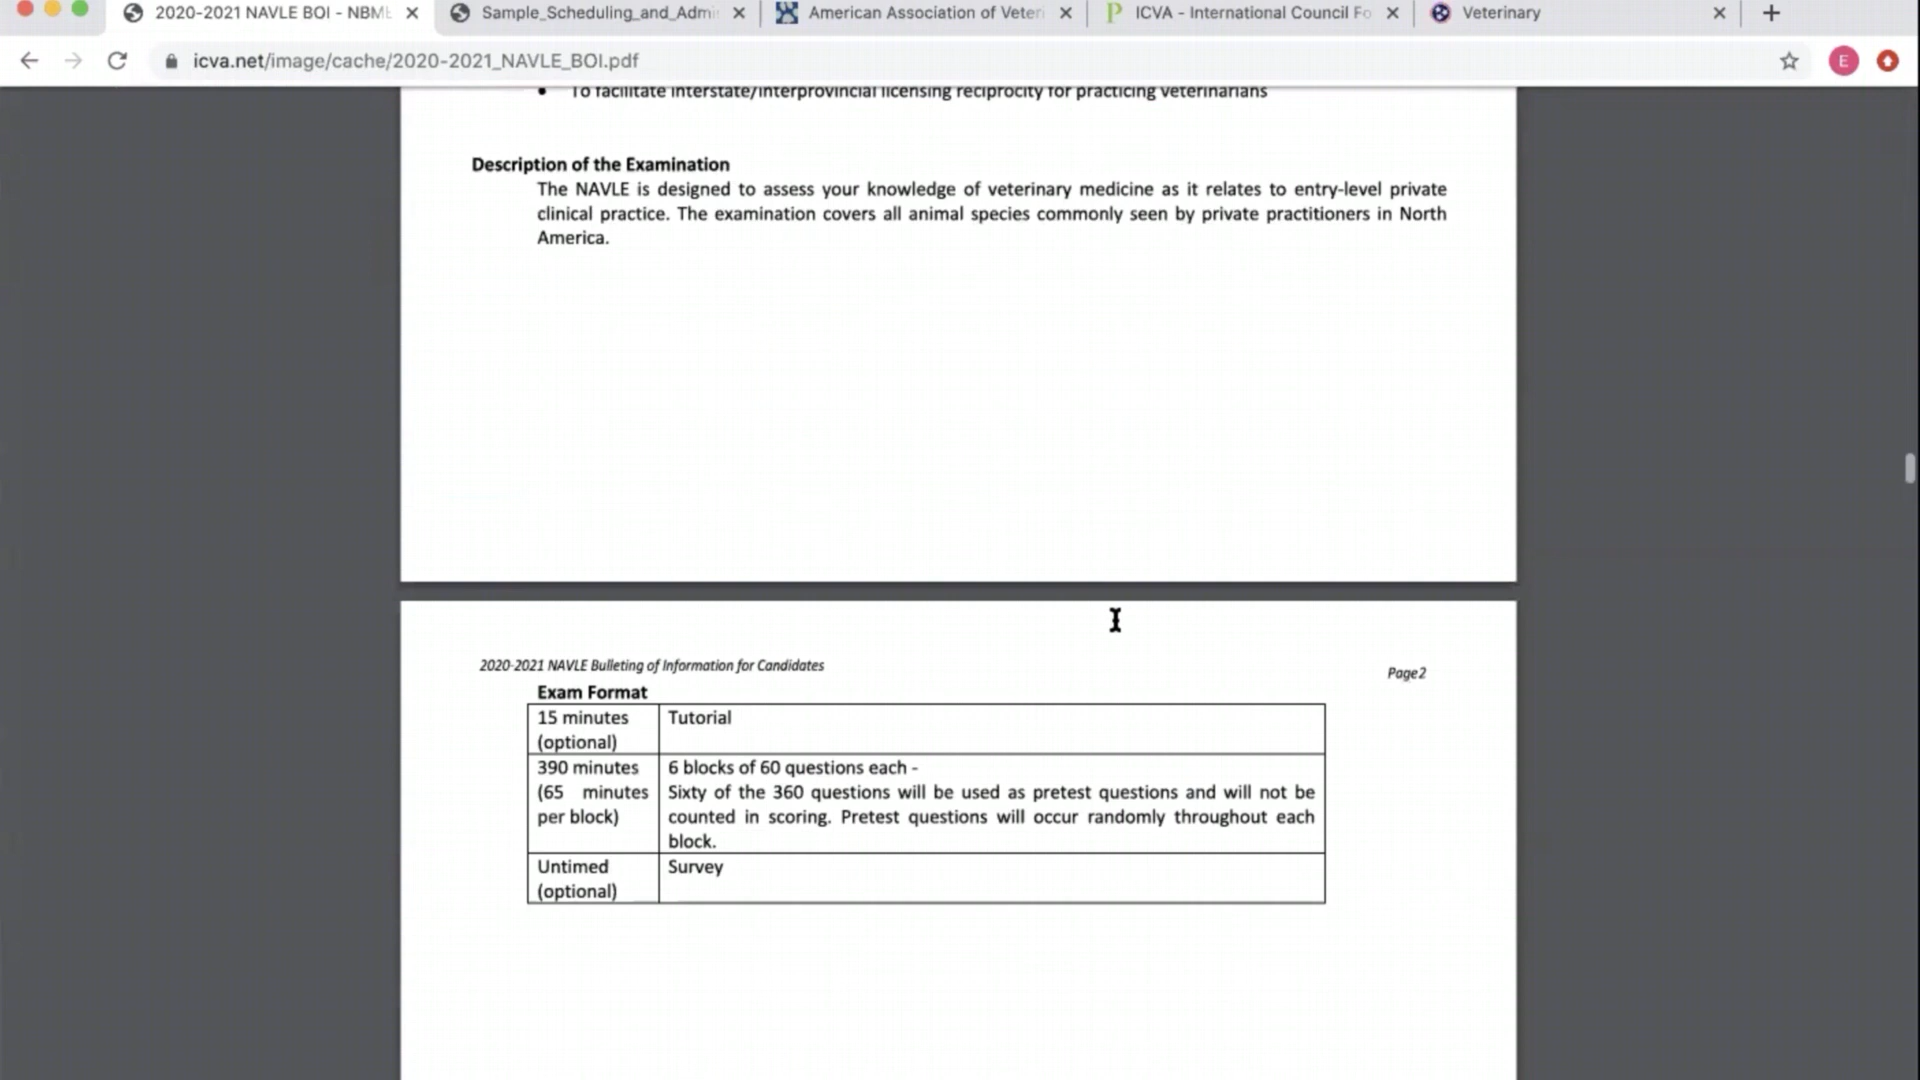 2020-2021 NAVLE BOI - NBME
Sample_Scheduling_and_Admi
American Association of Veteri
ICVA - International Council Fo
Veterinary
icva.net/image/cache/2020-2021_NAVLE_BOI.pdf
E
• To facilitate interstate/interprovincial licensing reciprocity for practicing veterinarians
Description of the Examination
The NAVLE is designed to assess your knowledge of veterinary medicine as it relates to entry-level private
clinical practice. The examination covers all animal species commonly seen by private practitioners in North
America.
2020-2021 NAVLE Bulleting of Information for Candidates
Page2
Exam Format
15 minutes
(optional)
Tutorial
390 minutes
(65 minutes
per block)
6 blocks of 60 questions each -
Sixty of the 360 questions will be used as pretest questions and will not be
counted in scoring. Pretest questions will occur randomly throughout each
block.
Untimed
(optional)
Survey